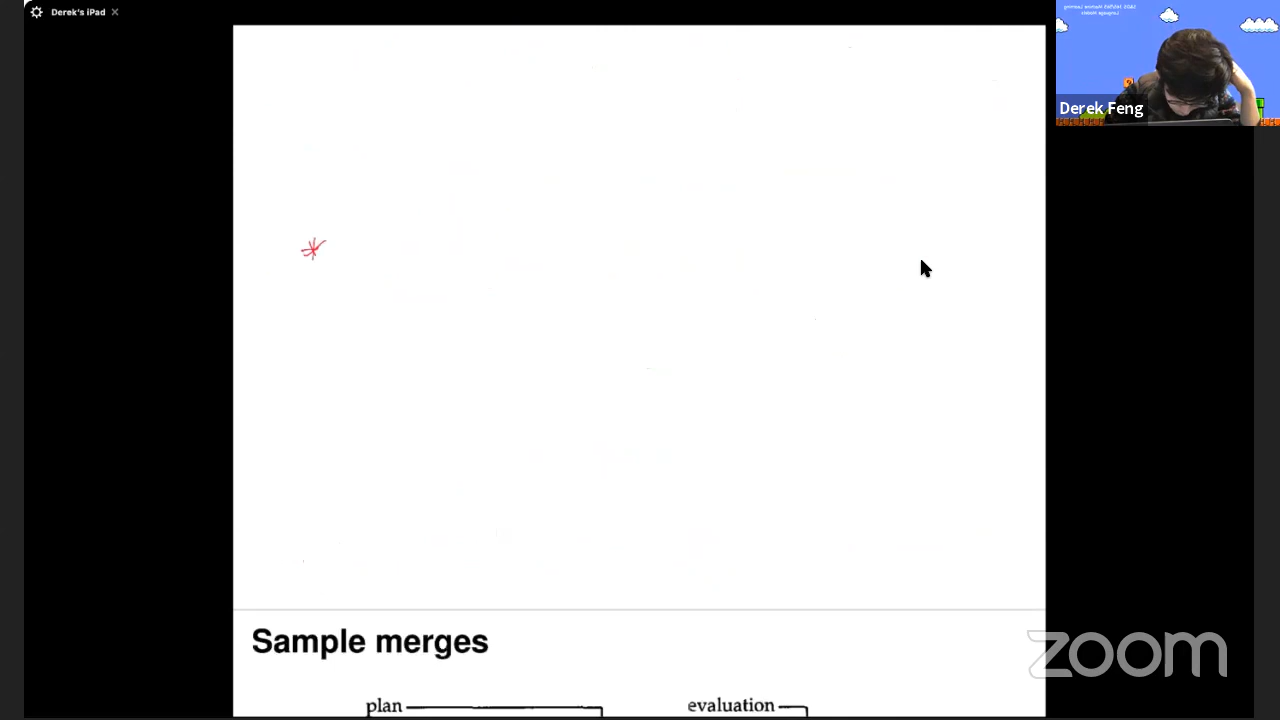 Derek's iPad
Derek Feng
Sample merges
plan
evaluation
zoom